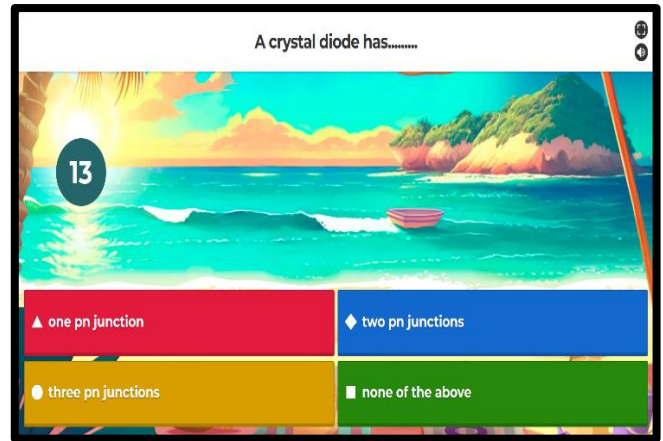 A crystal diode has.........
13
one pn junction
two pn junctions
three pn junctions
none of the above